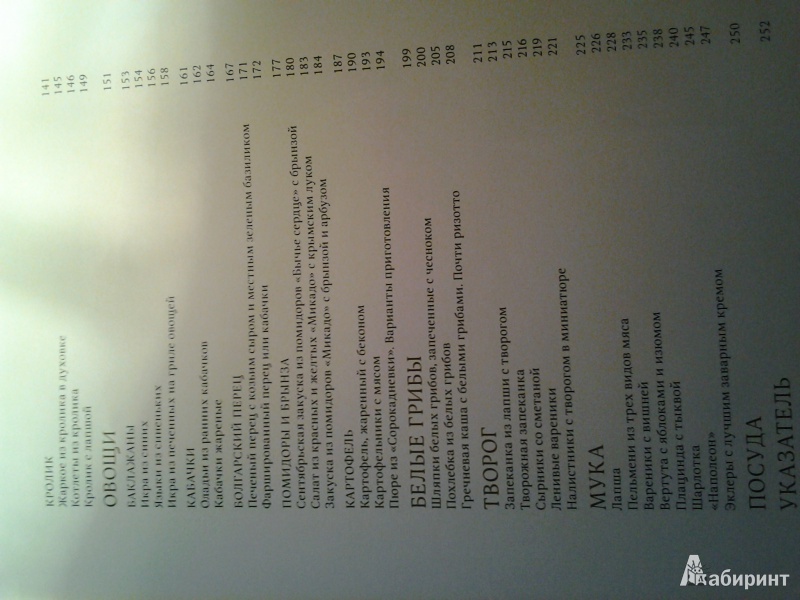 КРОЛИК 141
Жаркое из кролика в духовке 145
Котлеты из кролика 146
Кролик с лапшой 149
ОВОЩИ 151
БАКЛАЖАНЫ 153
Икра из синих 154
Языки из синеньких 156
Икра из печенных на гриле овощей 158
КАБАЧКИ 161
Оладьи из ранних кабачков 162
Кабачки жареные 164
БОЛГАРСКИЙ ПЕРЕЦ 167
Печеный перец с козьим сыром и местным зеленым базиликом 171
Фаршированный перец или кабачки 172
ПОМИДОРЫ И БРЫНЗА 177
Сентябрьская закуска из помидоров «Бычье сердце» с брынзой 180
Салат из красных и желтых «Микадо» с крымским луком 183
Закуска из помидоров «Микадо» с брынзой и арбузом 184
КАРТОФЕЛЬ 187
Картофель, жаренный с беконом 190
Картофельники с мясом 193
Пюре из «Сорокадневки». Варианты приготовления 194
БЕЛЫЕ ГРИБЫ 199
Шляпки белых грибов, запеченные с чесноком 200
Похлебка из белых грибов 205
Гречневая каша с белыми грибами. Почти ризотто 208
ТВОРОГ 211
Запеканка из лапши с творогом 213
Творожная запеканка 215
Сырники со сметаной 216
Ленивые вареники 219
Налистники с творогом в миниатюре 221
МУКА 225
Лапша 226
Пельмени из трех видов мяса 228
Вареники с вишней 233
Вертута с яблоками и изюмом 235
Плацинда с тыквой 238
Шарлотка 240
«Наполеон» 245
Эклеры с лучшим заварным кремом 247
ПОСУДА 250
УКАЗАТЕЛЬ 252
Лабиринт